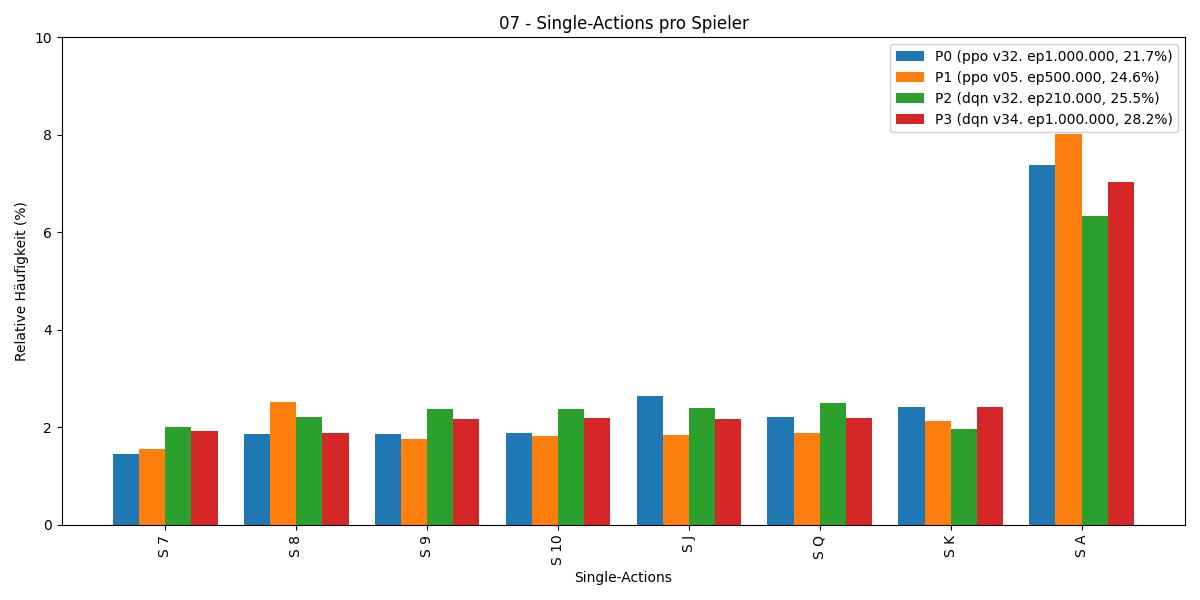 07 - Single-Actions pro Spieler
Relative Häufigkeit (%)
10
8
6
4
2
0
P0 (ppo v32. ep1.000.000, 21.7%)
P1 (ppo v05. ep500.000, 24.6%)
P2 (dqn v32. ep210.000, 25.5%)
P3 (dqn v34. ep1.000.000, 28.2%)
S 7
S 8
S 9
S 10
S J
S Q
S K
S A
Single-Actions